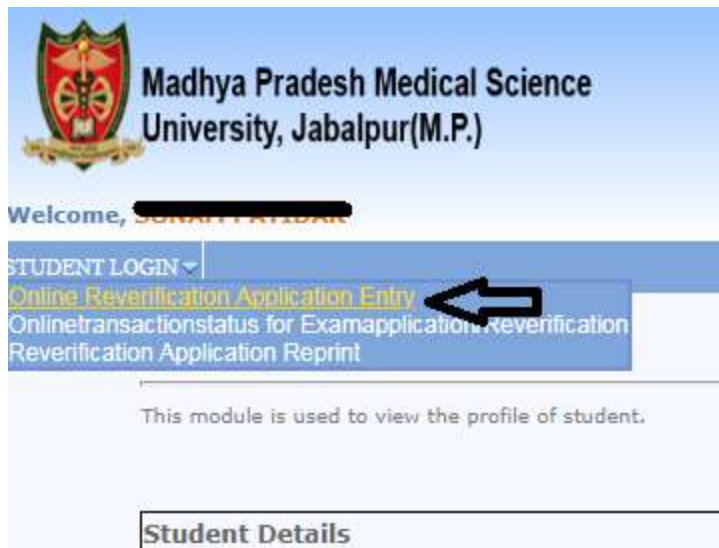 Madhya Pradesh Medical Science
University, Jabalpur(M.P.)
Welcome,
STUDENT LOGIN
Online Reverification Application Entry
Onlinetransactionstatus for Examapplication Reverification
Reverification Application Reprint
This module is used to view the profile of student.
Student Details